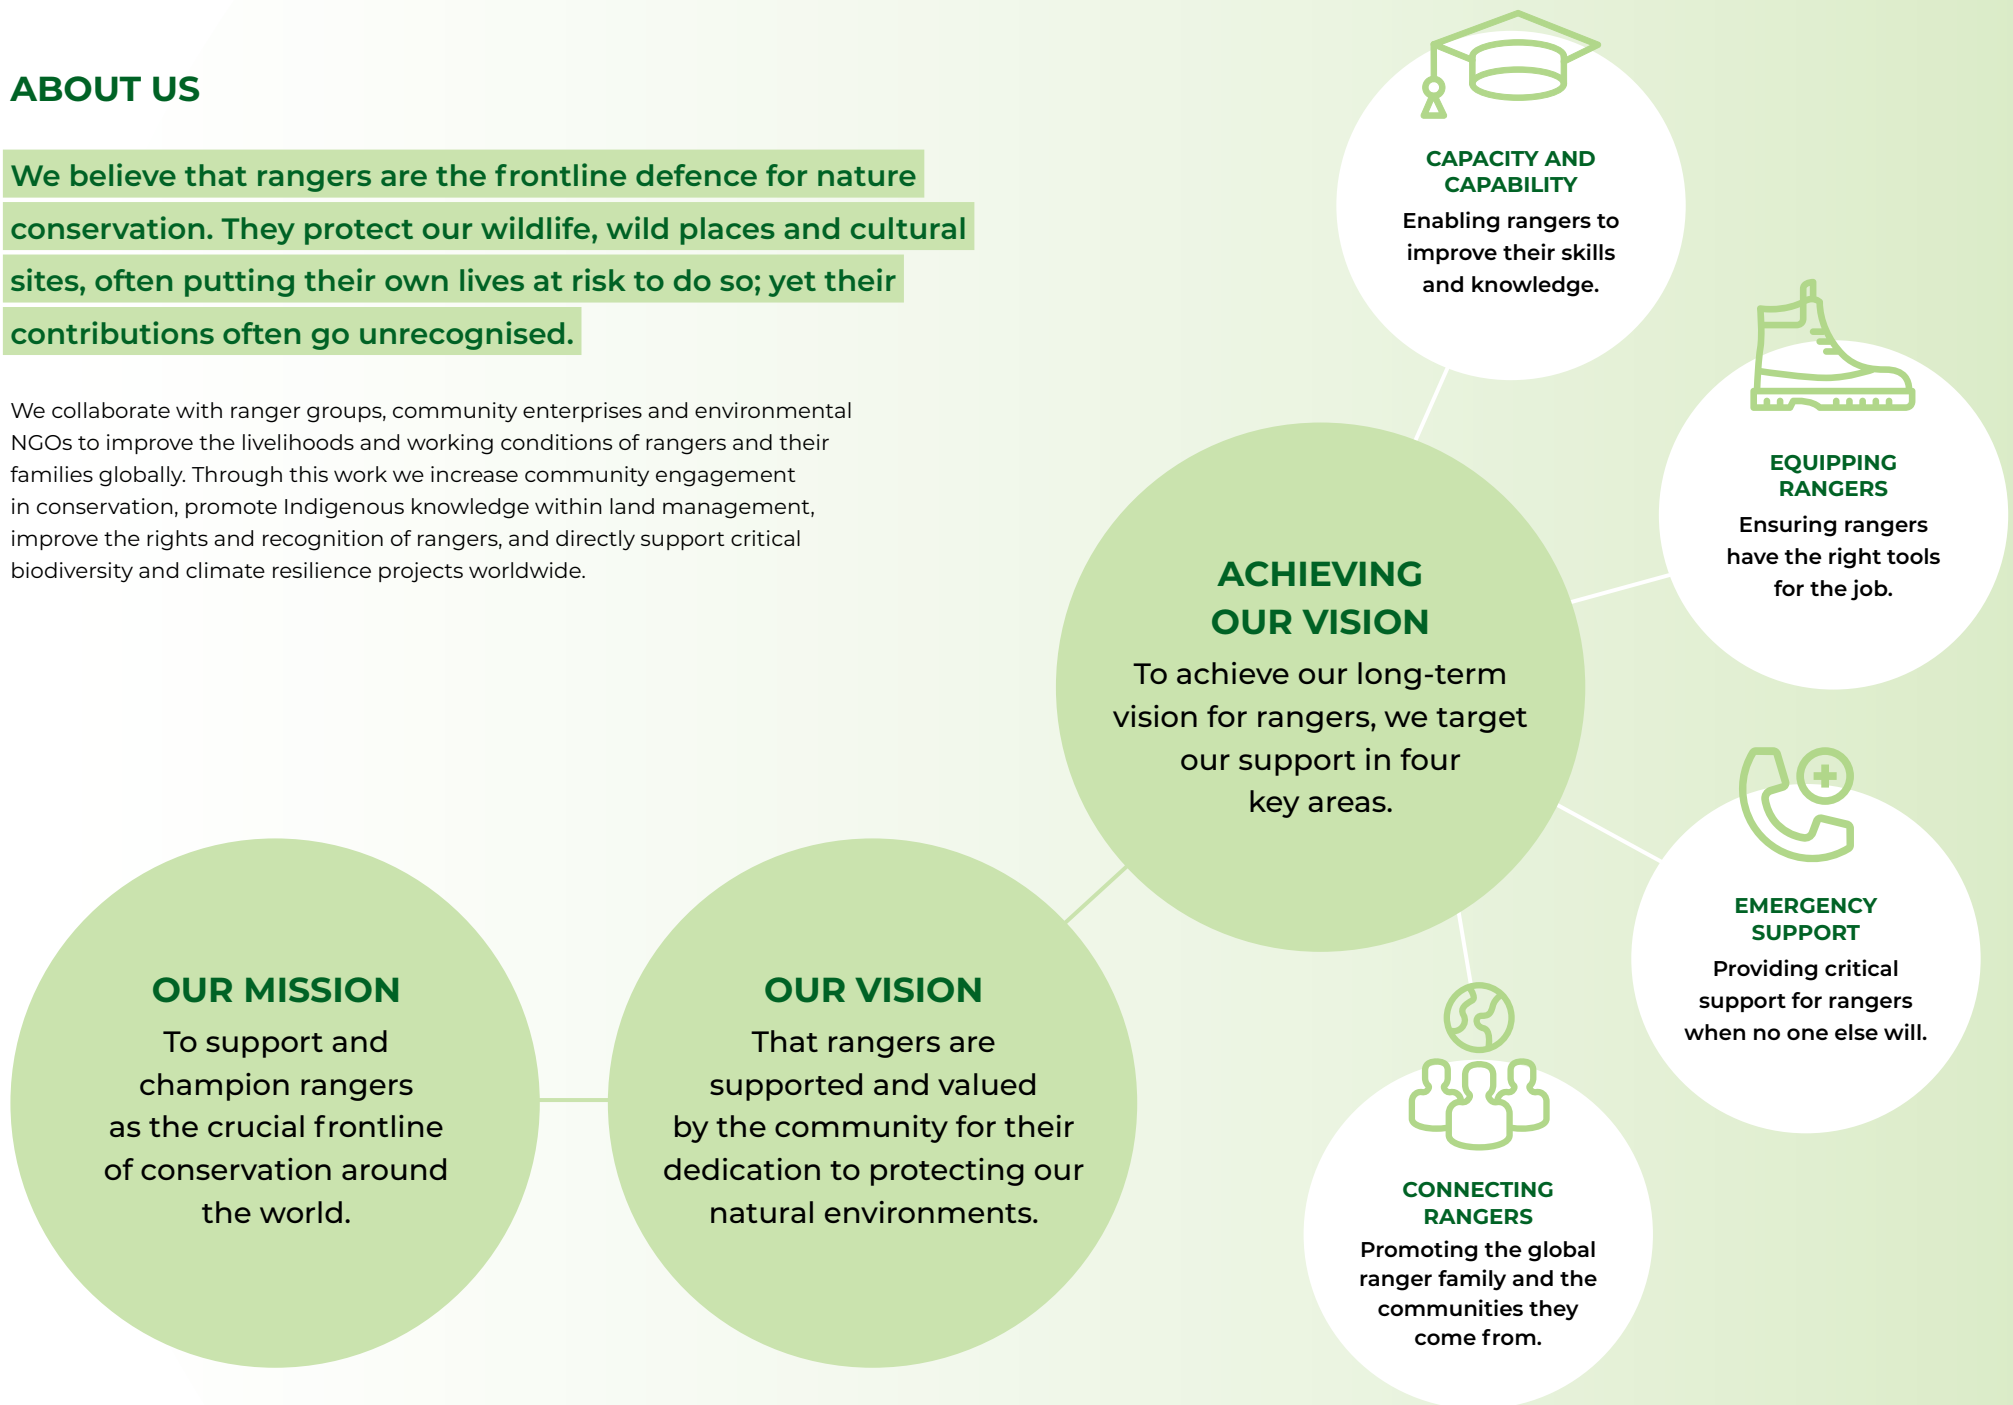 ABOUT US
We believe that rangers are the frontline defence for nature
conservation. They protect our wildlife, wild places and cultural
sites, often putting their own lives at risk to do so; yet their
contributions often go unrecognised.
We collaborate with ranger groups, community enterprises and environmental
NGOs to improve the livelihoods and working conditions of rangers and their
families globally. Through this work we increase community engagement
in conservation, promote Indigenous knowledge within land management,
improve the rights and recognition of rangers, and directly support critical
biodiversity and climate resilience projects worldwide.
OUR MISSION
To support and
champion rangers
as the crucial frontline
of conservation around
the world.
OUR VISION
That rangers are
supported and valued
by the community for their
dedication to protecting our
natural environments.
ACHIEVING
OUR VISION
To achieve our long-term
vision for rangers, we target
our support in four
key areas.
CAPACITY AND
CAPABILITY
Enabling rangers to
improve their skills
and knowledge.
EQUIPPING
RANGERS
Ensuring rangers
have the right tools
for the job.
EMERGENCY
SUPPORT
Providing critical
support for rangers
when no one else will.
CONNECTING
RANGERS
Promoting the global
ranger family and the
communities they
come from.